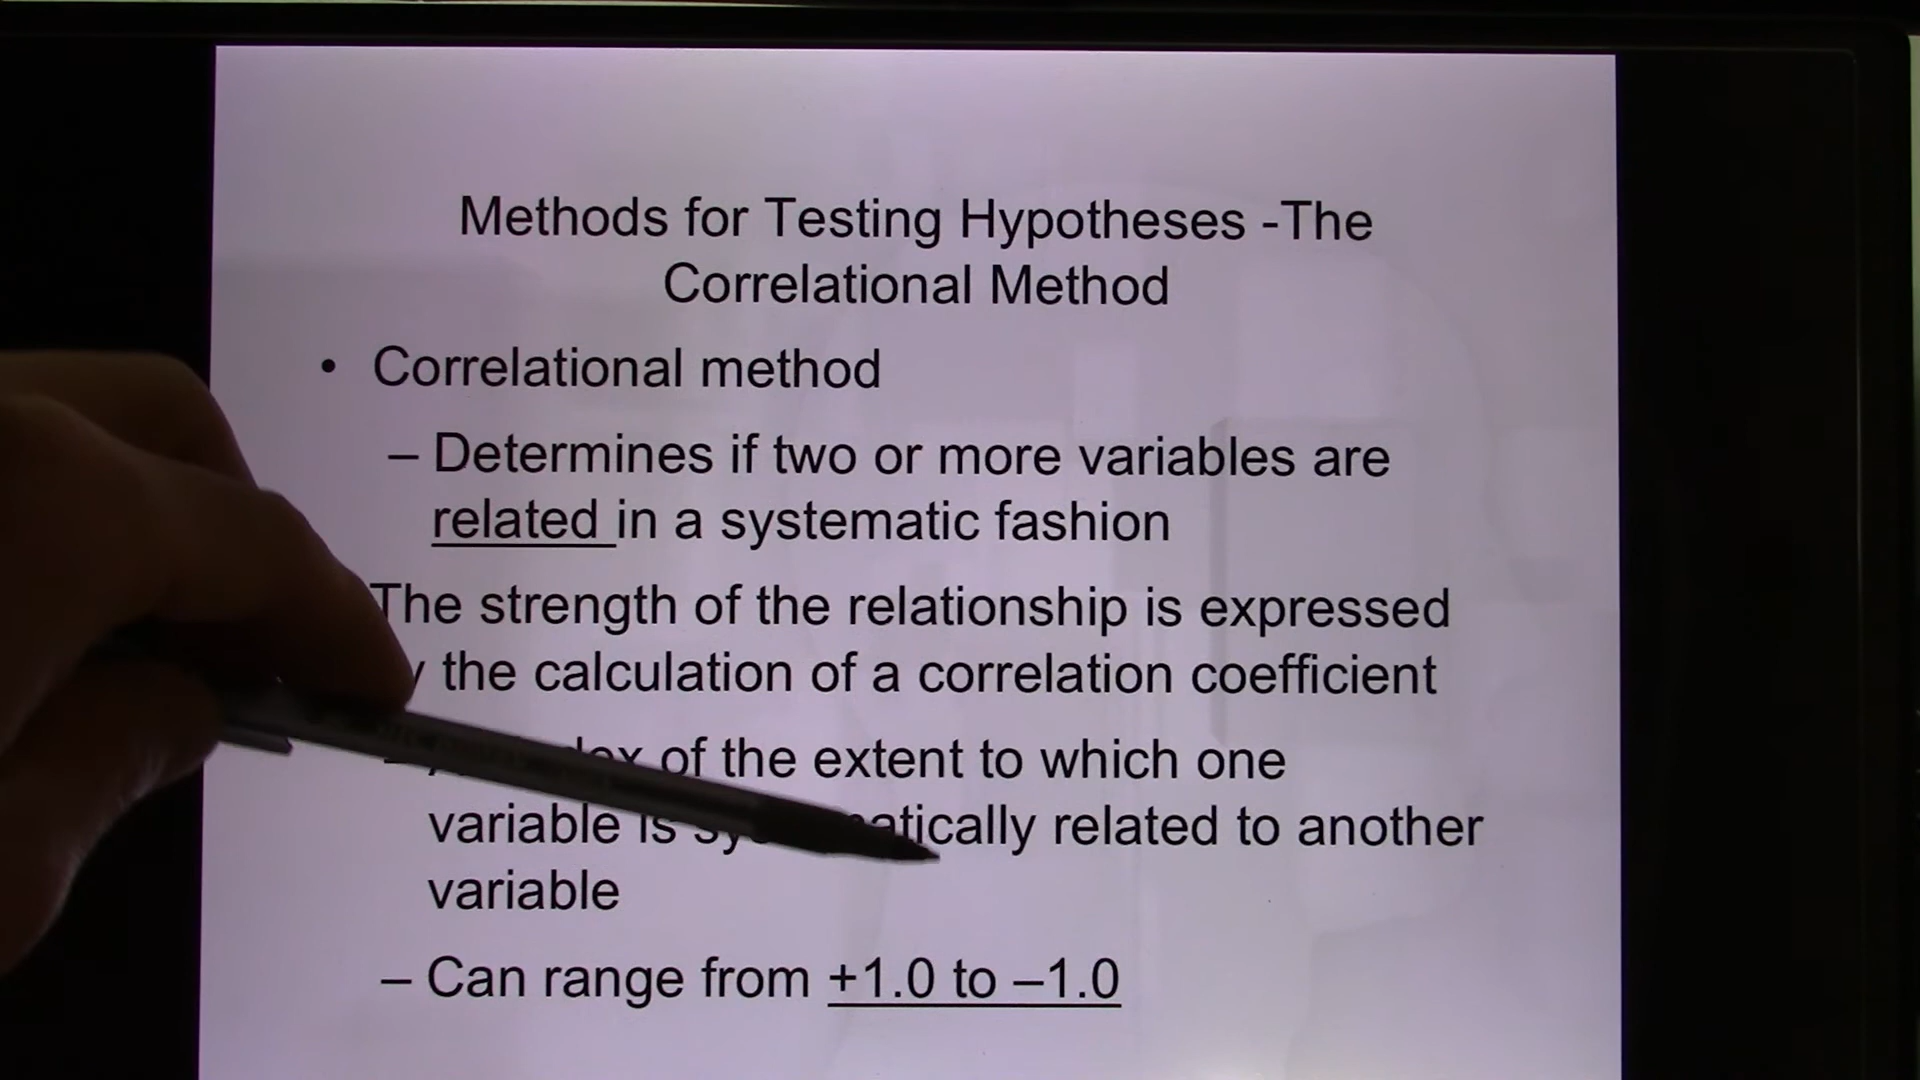 Methods for Testing Hypotheses -The
Correlational Method
• Correlational method
– Determines if two or more variables are
related in a systematic fashion
The strength of the relationship is expressed
the calculation of a correlation coefficient
of the extent to which one
variable is related to another
variable
– Can range from +1.0 to –1.0